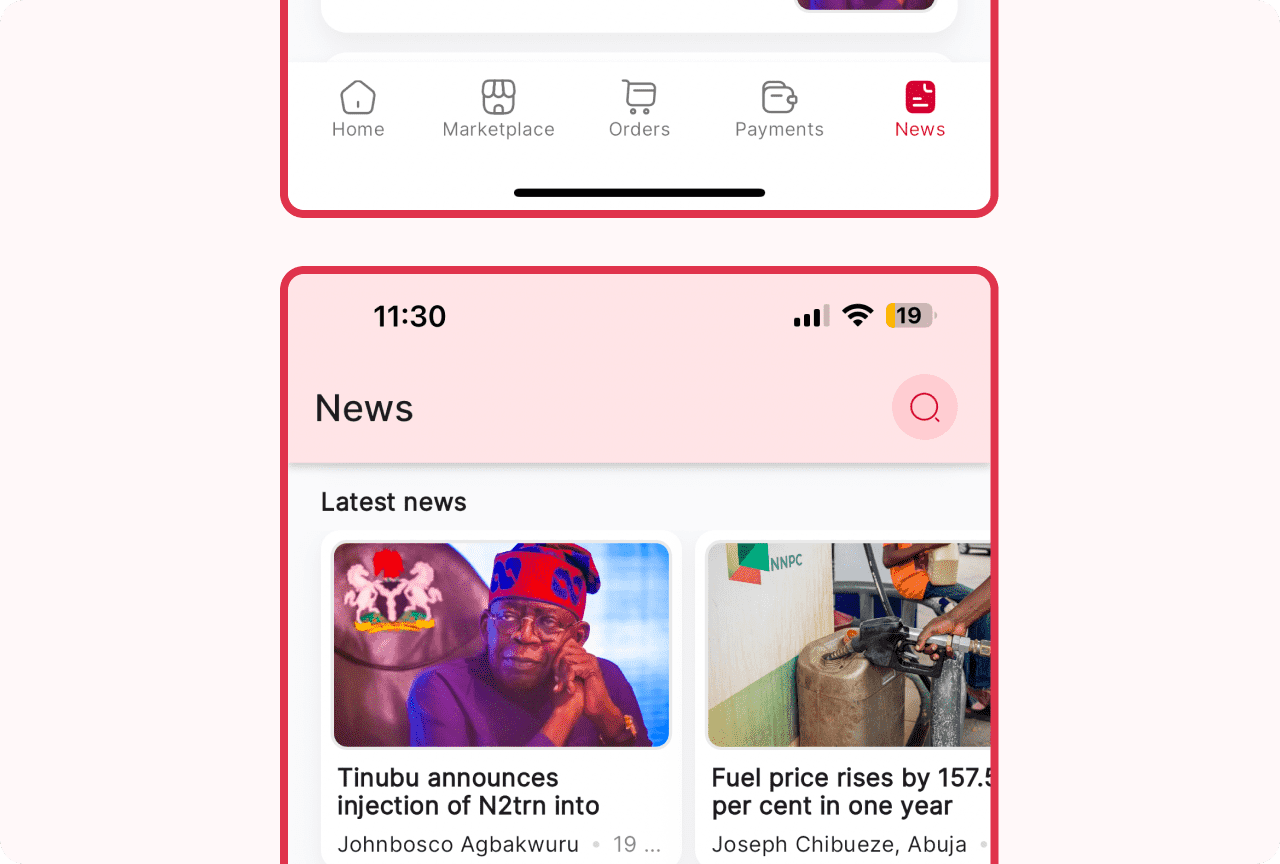 Home
Marketplace
Orders
Payments
News
11:30
19
News
Latest news
NNPC
Tinubu announces
injection of N2trn into
Johnbosco Agbakwuru • 19 ...
Fuel price rises by 157.5
per cent in one year
Joseph Chibueze, Abuja •